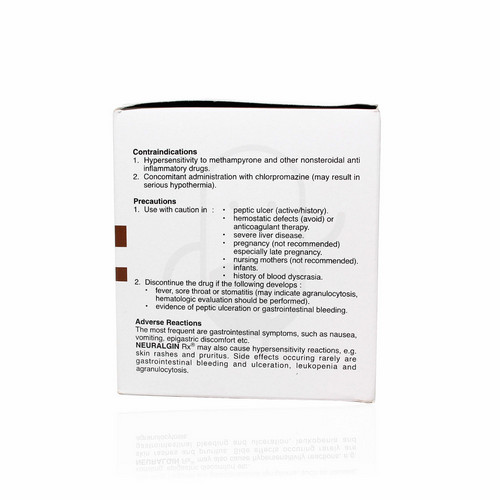 Contraindications
1. Hypersensitivity to methampyrone and other nonsteroidal anti
inflammatory drugs.
2. Concomitant administration with chlorpromazine (may result in
serious hypothermia).
Precautions
1. Use with caution in : • peptic ulcer (active/history).
• hemostatic defects (avoid) or
anticoagulant therapy.
• severe liver disease.
• pregnancy (not recommended)
especially late pregnancy.
• nursing mothers (not recommended).
• infants.
• history of blood dyscrasia.
2. Discontinue the drug if the following develops :
• fever, sore throat or stomatitis (may indicate agranulocytosis,
hematologic evaluation should be performed).
• evidence of peptic ulceration or gastrointestinal bleeding.
Adverse Reactions
The most frequent are gastrointestinal symptoms, such as nausea,
vomiting, epigastric discomfort etc.
NEURALGIN Rx® may also cause hypersensitivity reactions, e.g.
skin rashes and pruritus. Side effects occuring rarely are
gastrointestinal bleeding and ulceration, leukopenia and
agranulocytosis.